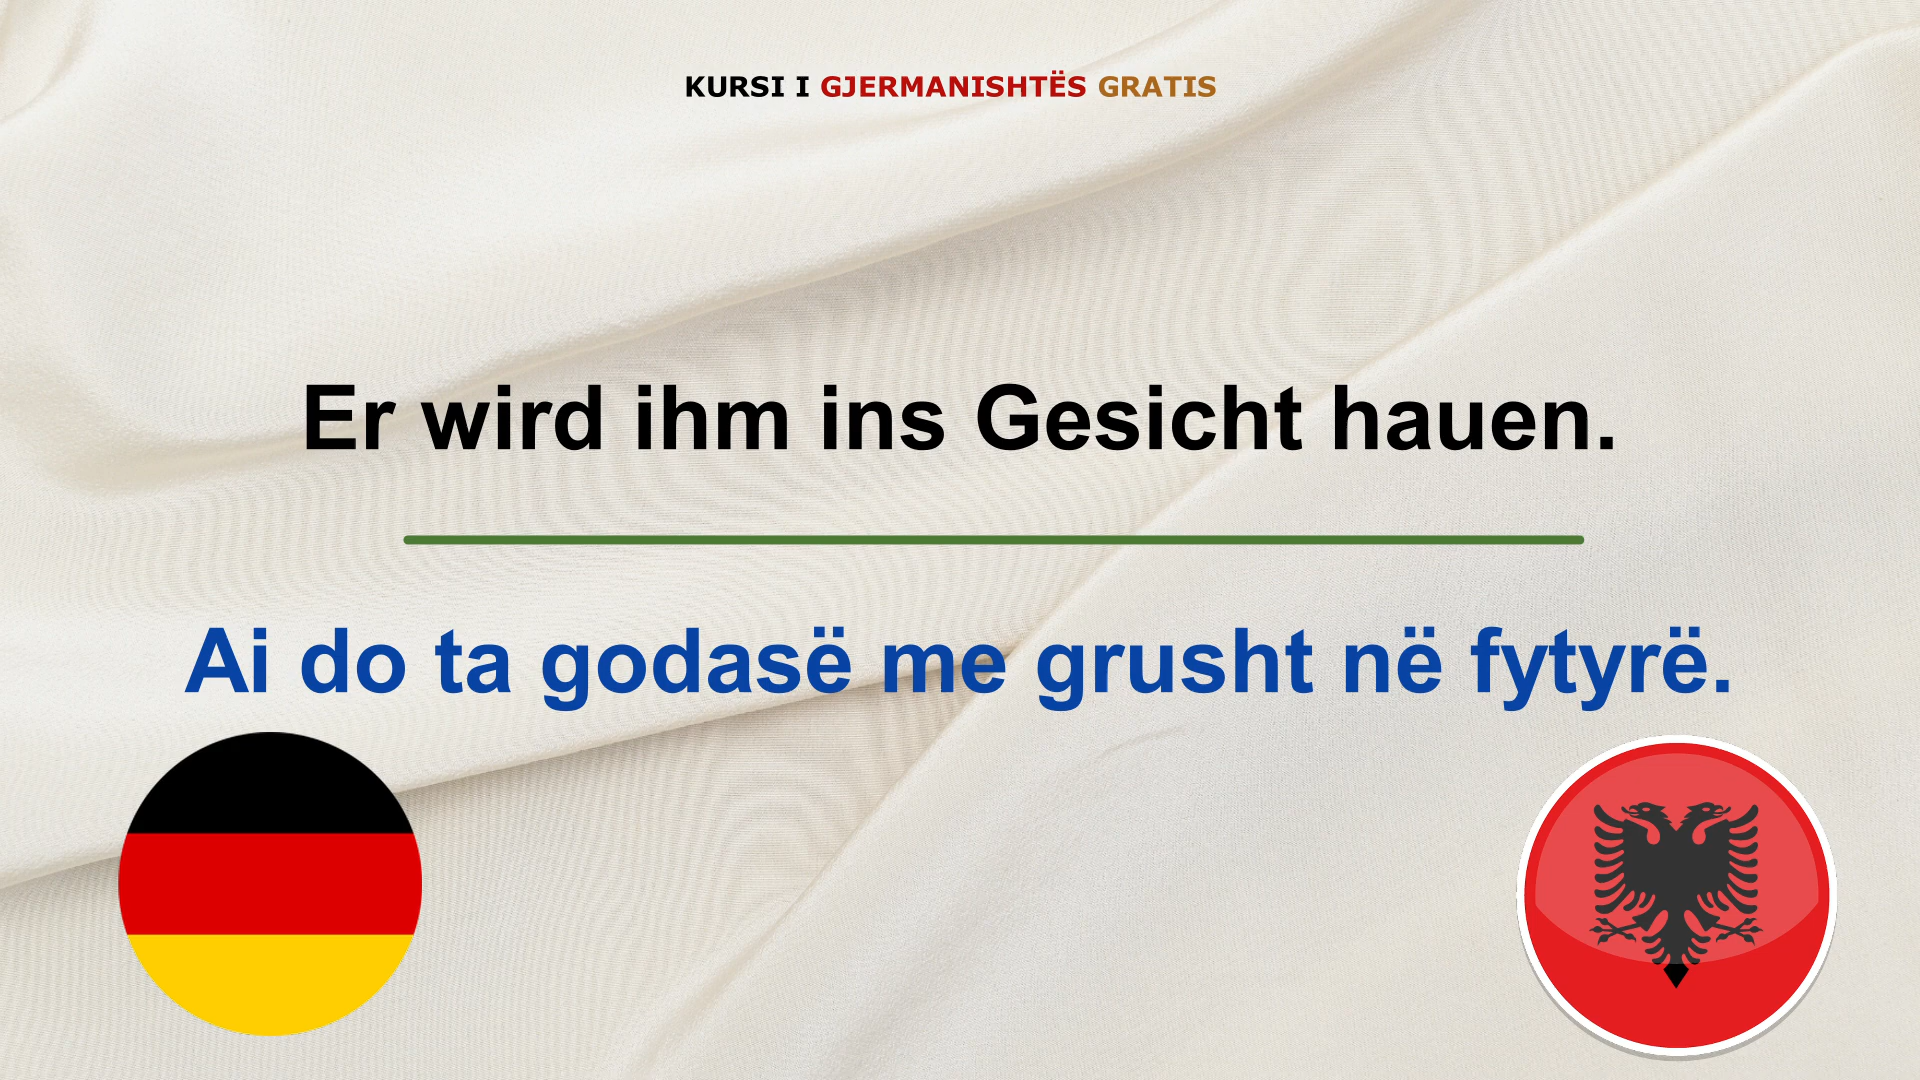 KURSI I GJERMANISHTËS GRATIS
Er wird ihm ins Gesicht hauen.
Ai do ta godasë me grusht në fytyrë.